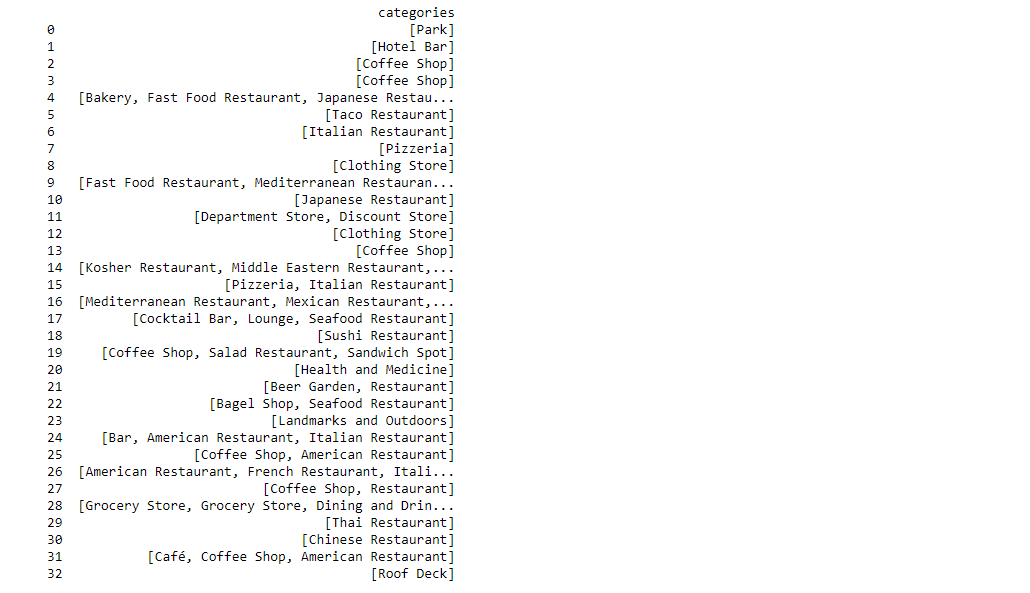 categories
0 [Park]
1 [Hotel Bar]
2 [Coffee Shop]
3 [Coffee Shop]
4 [Bakery, Fast Food Restaurant, Japanese Restau...
5 [Taco Restaurant]
6 [Italian Restaurant]
7 [Pizzeria]
8 [Clothing Store]
9 [Fast Food Restaurant, Mediterranean Restauran...
10 [Japanese Restaurant]
11 [Department Store, Discount Store]
12 [Clothing Store]
13 [Coffee Shop]
14 [Kosher Restaurant, Middle Eastern Restaurant,...
15 [Pizzeria, Italian Restaurant]
16 [Mediterranean Restaurant, Mexican Restaurant,...
17 [Cocktail Bar, Lounge, Seafood Restaurant]
18 [Sushi Restaurant]
19 [Coffee Shop, Salad Restaurant, Sandwich Spot]
20 [Health and Medicine]
21 [Beer Garden, Restaurant]
22 [Bagel Shop, Seafood Restaurant]
23 [Landmarks and Outdoors]
24 [Bar, American Restaurant, Italian Restaurant]
25 [Coffee Shop, American Restaurant]
26 [American Restaurant, French Restaurant, Itali...
27 [Coffee Shop, Restaurant]
28 [Grocery Store, Grocery Store, Dining and Drin...
29 [Thai Restaurant]
30 [Chinese Restaurant]
31 [Café, Coffee Shop, American Restaurant]
32 [Roof Deck]